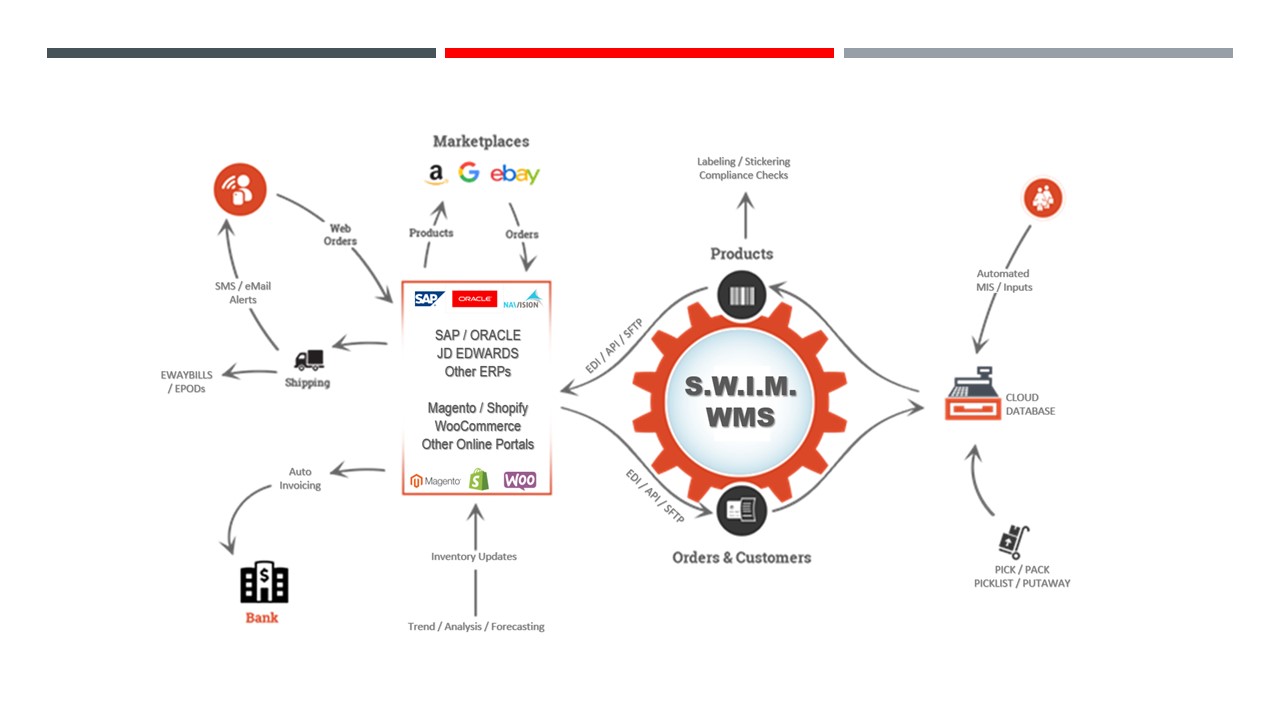 Marketplaces
a G ebay
Products
Orders
Web
Orders
SMS / eMail
Alerts
EWAYBILLS
/ EPODs
Shipping
SAP ORACLE NAVISION
SAP / ORACLE
JD EDWARDS
Other ERPs
Magento / Shopify
WooCommerce
Other Online Portals
Magento S WOO
Auto
Invoicing
$
Bank
Inventory Updates
Trend / Analysis / Forecasting
Labeling / Stickering
Compliance Checks
Products
EDI / API / SFTP
S.W.I.M.
WMS
EDI / API / SFTP
Orders & Customers
Automated
MIS / Inputs
CLOUD
DATABASE
PICK / PACK
PICKLIST / PUTAWAY